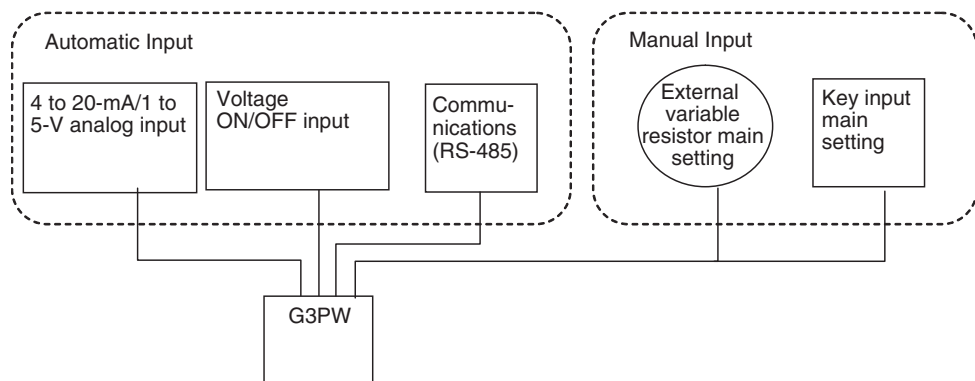 Automatic Input
4 to 20-mA/1 to
5-V analog input
Voltage
ON/OFF input
Commu-
nications
(RS-485)
Manual Input
External
variable
resistor main
setting
Key input
main
setting
G3PW